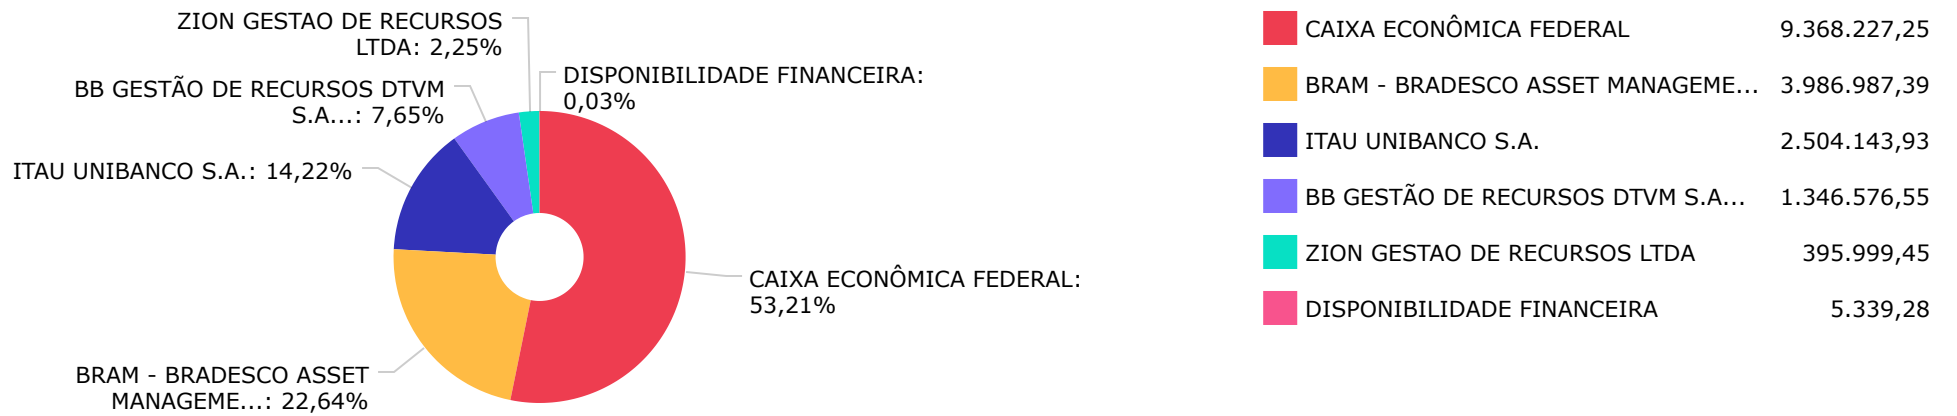 ZION GESTAO DE RECURSOS
LTDA: 2,25%
DISPONIBILIDADE FINANCEIRA:
0,03%
BB GESTÃO DE RECURSOS DTVM
S.A...: 7,65%
ITAU UNIBANCO S.A.: 14,22%
CAIXA ECONÔMICA FEDERAL:
53,21%
BRAM - BRADESCO ASSET
MANAGEME...: 22,64%
CAIXA ECONÔMICA FEDERAL 9.368.227,25
BRAM - BRADESCO ASSET MANAGEME... 3.986.987,39
ITAU UNIBANCO S.A. 2.504.143,93
BB GESTÃO DE RECURSOS DTVM S.A... 1.346.576,55
ZION GESTAO DE RECURSOS LTDA 395.999,45
DISPONIBILIDADE FINANCEIRA 5.339,28